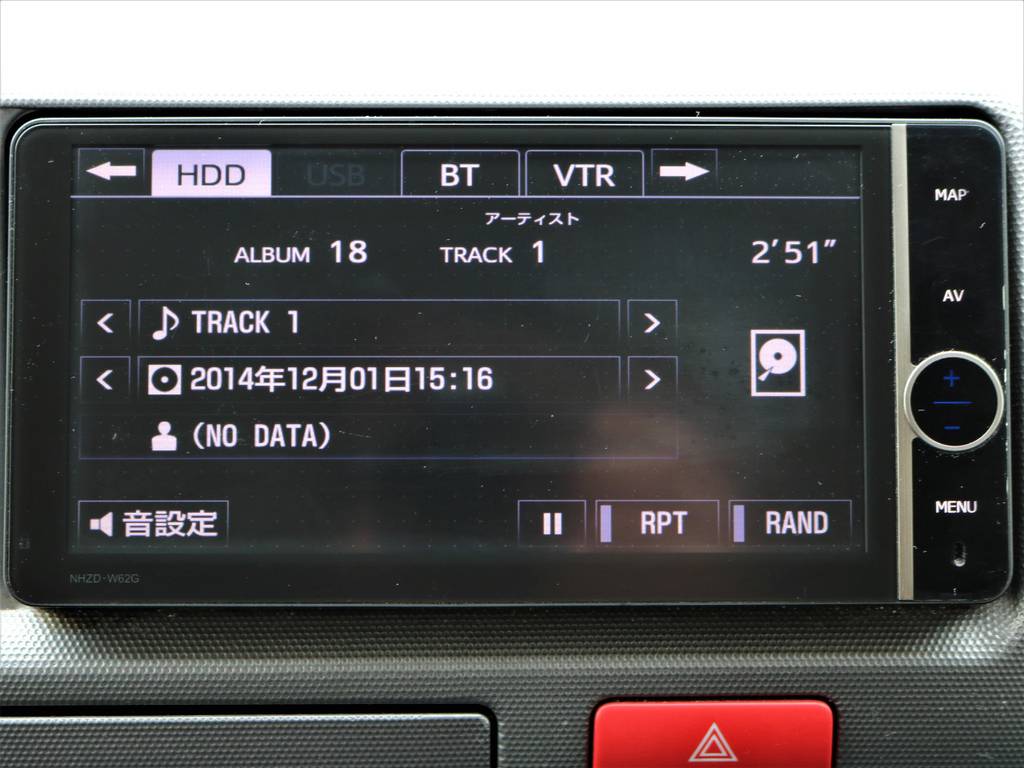 HDD USB BT VTR
MAP
アーティスト
ALBUM 18 TRACK 1 2'51"
AV
< TRACK 1 >
< 2014年12月01日15:16 >
+
−
(NO DATA)
MENU
音設定 RPT RAND
NHZD-W62G